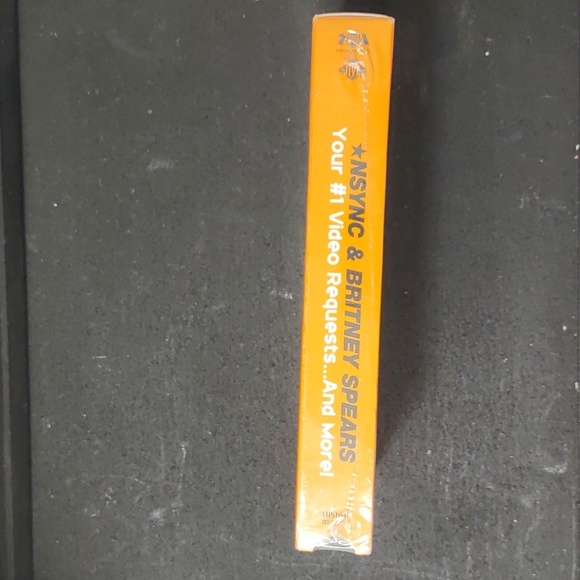 ★NSYNC & BRITNEY SPEARS
Your #1 Video Requests...And More!